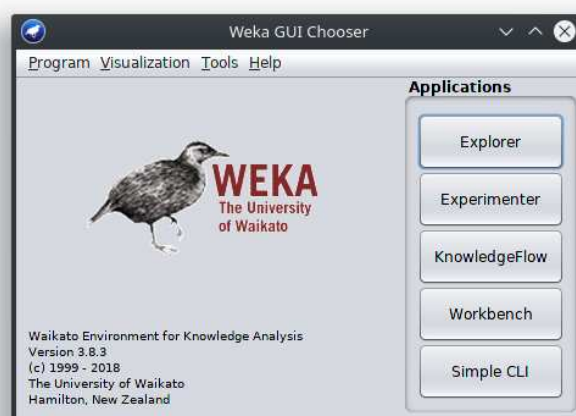 Weka GUI Chooser
Program Visualization Tools Help
WEKA
The University
of Waikato
Waikato Environment for Knowledge Analysis
Version 3.8.3
(c) 1999 - 2018
The University of Waikato
Hamilton, New Zealand
Applications
Explorer
Experimenter
KnowledgeFlow
Workbench
Simple CLI